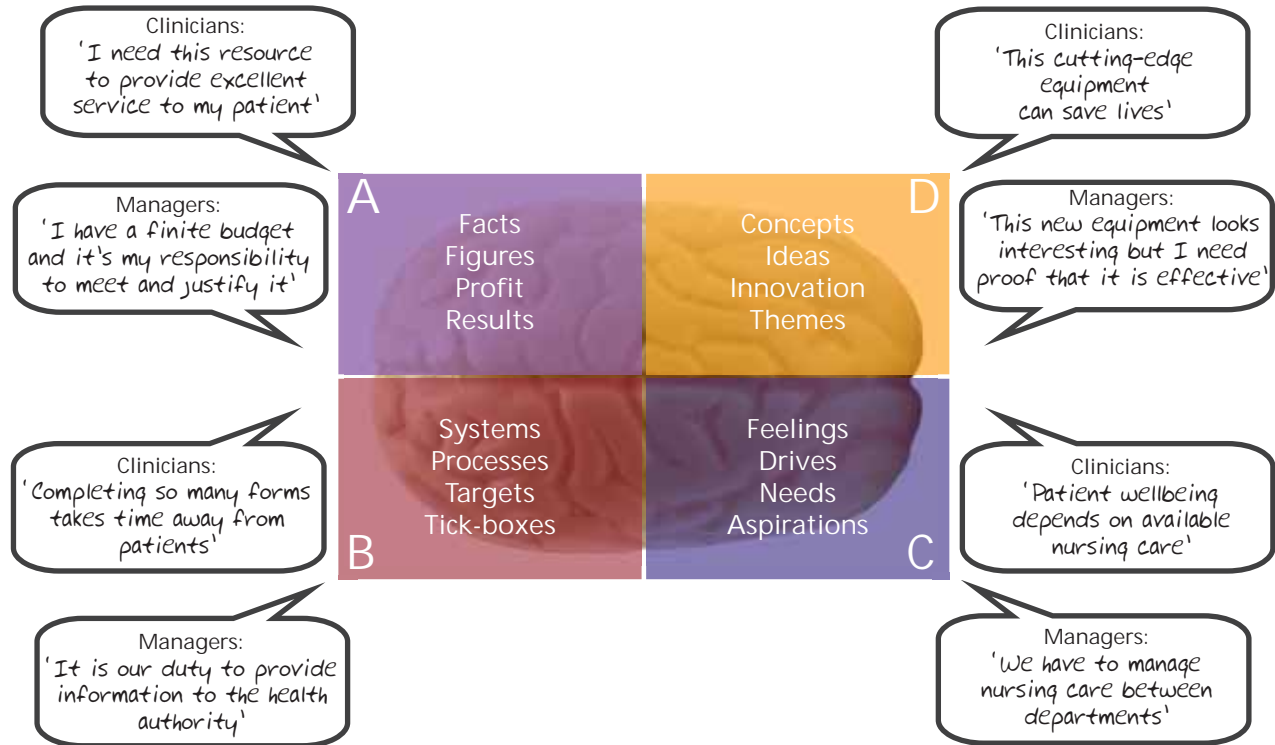 Clinicians:
'I need this resource
to provide excellent
service to my patient'
Managers:
'I have a finite budget
and it's my responsibility
to meet and justify it'
A
Facts
Figures
Profit
Results
D
Concepts
Ideas
Innovation
Themes
Clinicians:
'This cutting-edge
equipment
can save lives'
Managers:
'This new equipment looks
interesting but I need
proof that it is effective'
Clinicians:
'Completing so many forms
takes time away from
patients'
Managers:
'It is our duty to provide
information to the health
authority'
Systems
Processes
Targets
Tick-boxes
B
Feelings
Drives
Needs
Aspirations
C
Clinicians:
'Patient wellbeing
depends on available
nursing care'
Managers:
'We have to manage
nursing care between
departments'